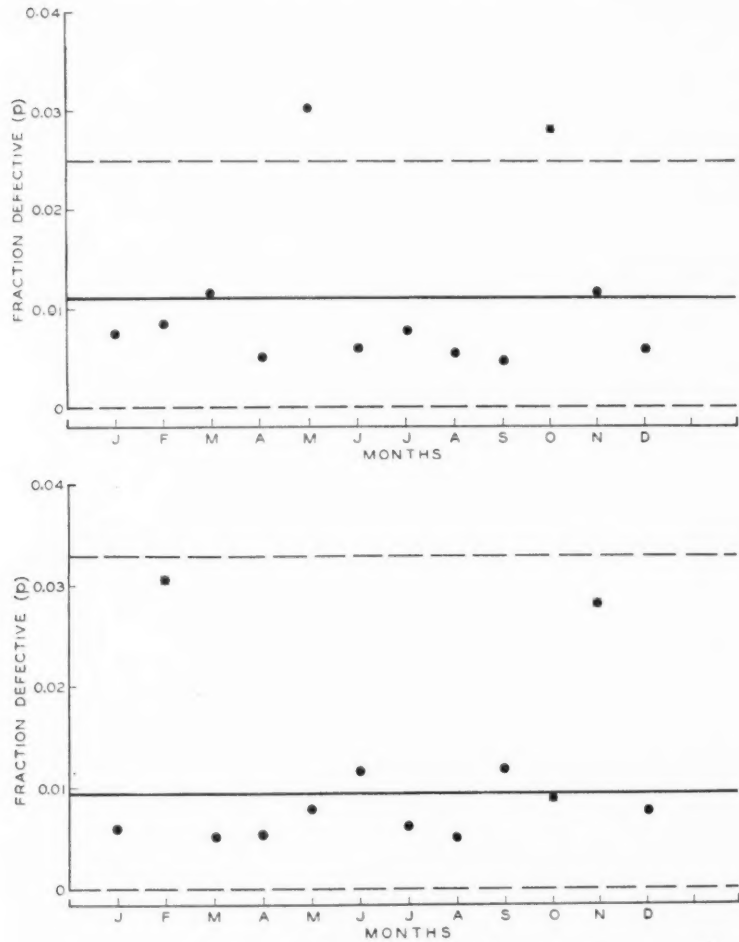 0.04
0.03
0.02
0.01
0
FRACTION DEFECTIVE (p)
J F M A M J J A S O N D
MONTHS
0.04
0.03
0.02
0.01
0
FRACTION DEFECTIVE (p)
J F M A M J J A S O N D
MONTHS